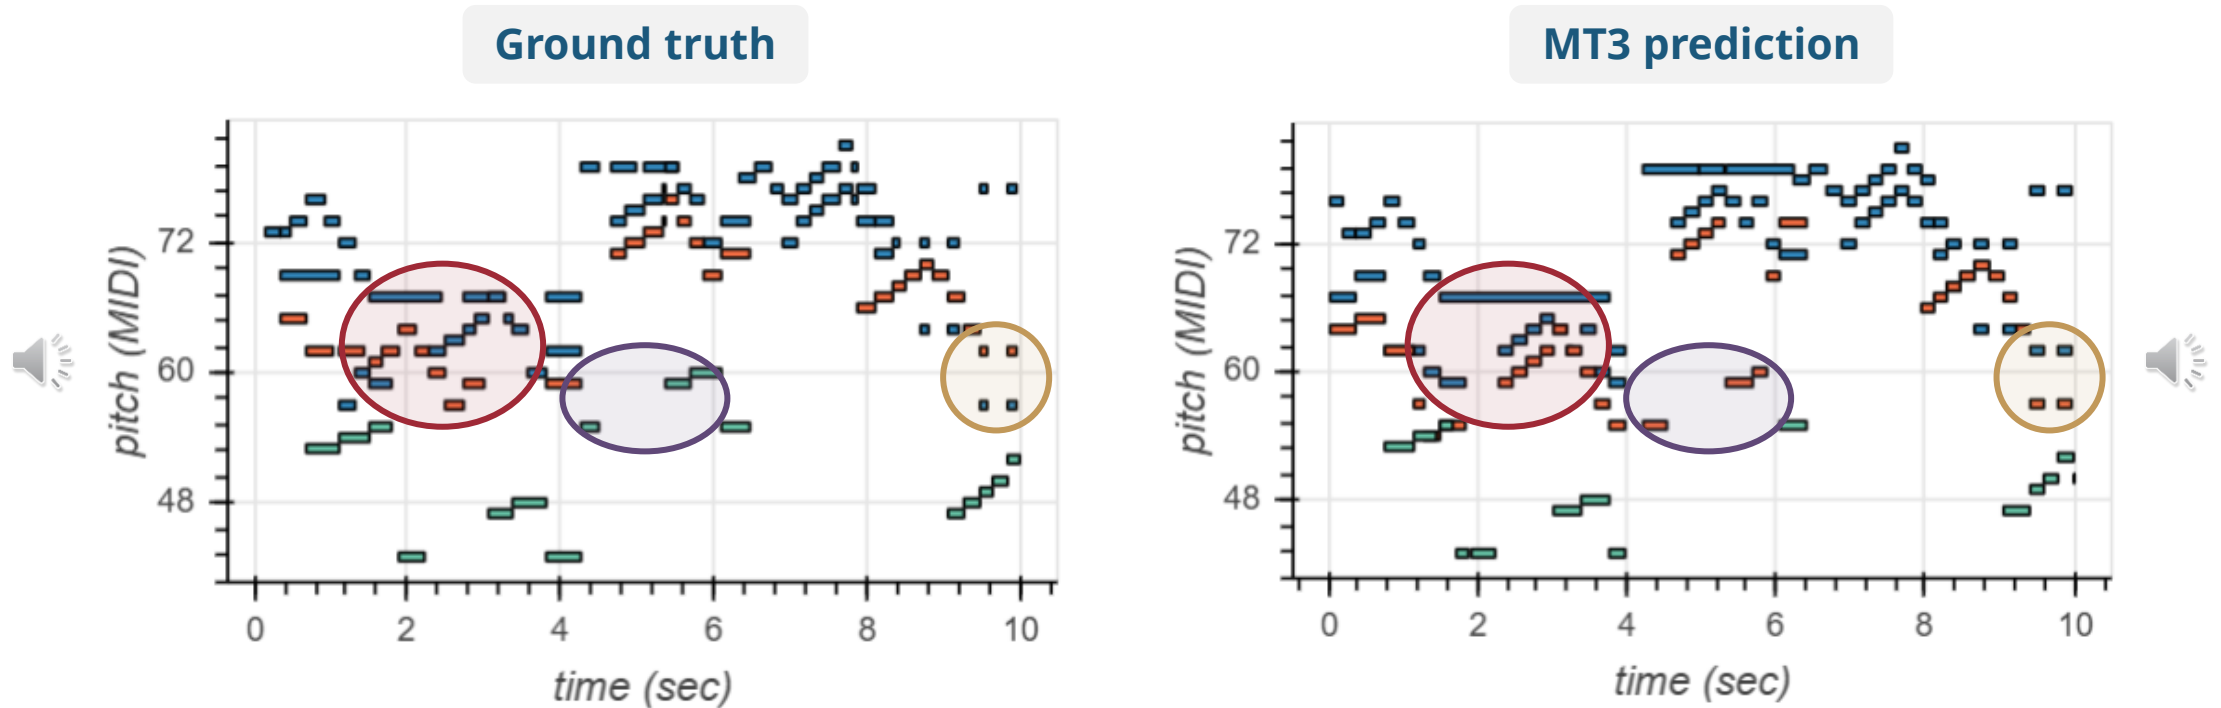 Ground truth
MT3 prediction
pitch (MIDI)
72
60
48
0 2 4 6 8 10
time (sec)
pitch (MIDI)
72
60
48
0 2 4 6 8 10
time (sec)